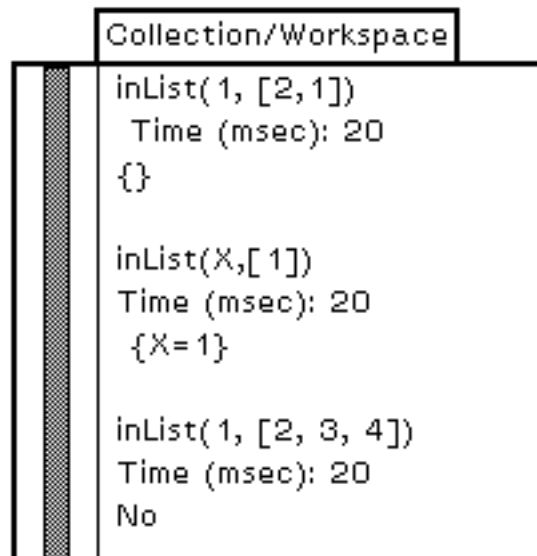 Collection/Workspace
inList(1, [2,1])
Time (msec): 20
{}
inList(X,[1])
Time (msec): 20
{X=1}
inList(1, [2, 3, 4])
Time (msec): 20
No